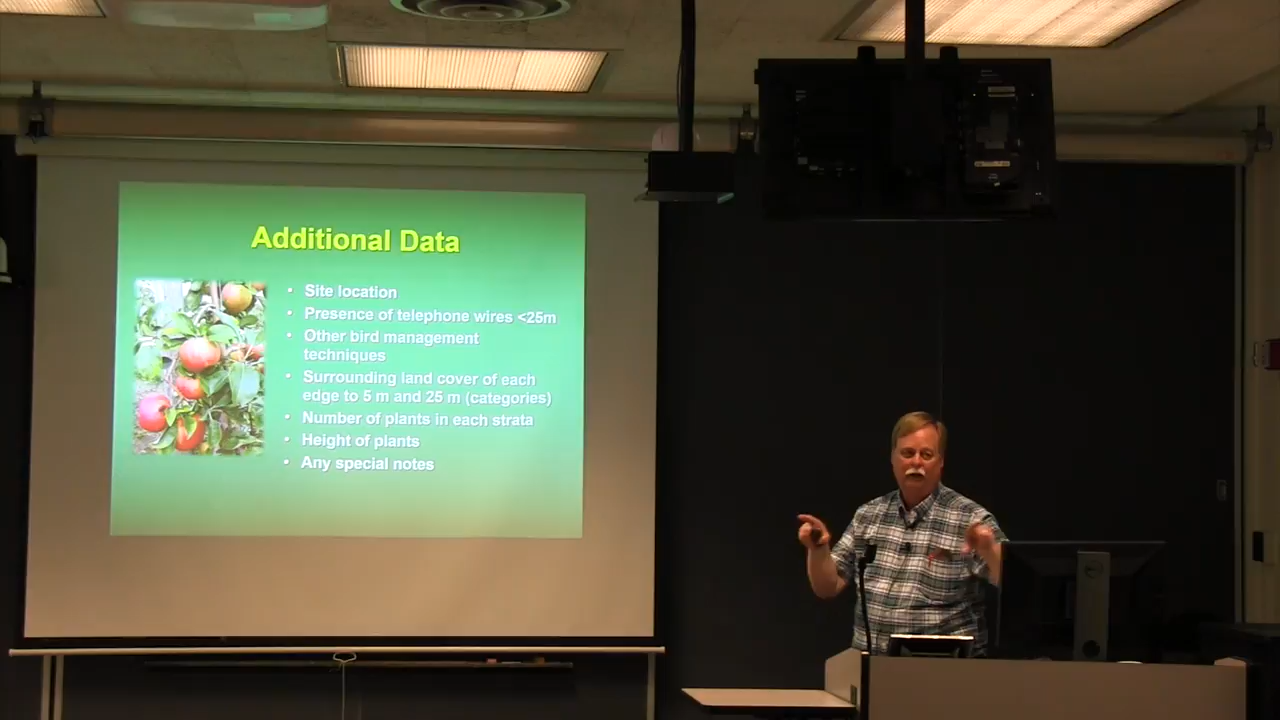 Additional Data
• Site location
• Presence of telephone wires <25m
• Other bird management
techniques
• Surrounding land cover of each
edge to 5 m and 25 m (categories)
• Number of plants in each strata
• Height of plants
• Any special notes